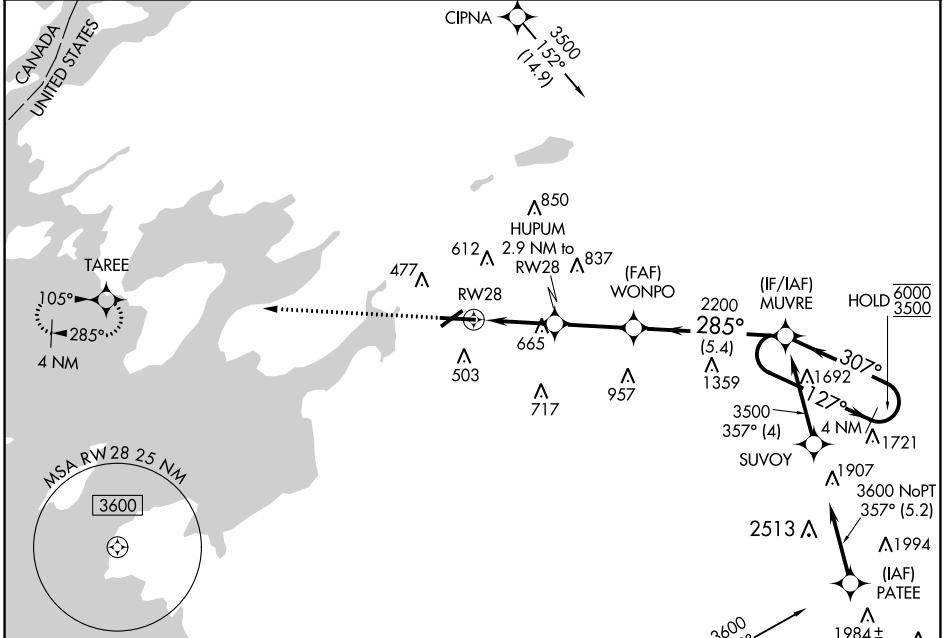 CIPNA
3500
152°
(14.9)
CANADA
UNITED STATES
850
HUPUM
2.9 NM to
RW28
612
837
477
TAREE
105°
285°
4 NM
RW28
(FAF)
WONPO
(IF/IAF)
MUVRE
HOLD 6000
3500
2200
285°
(5.4)
307°
127°
4 NM
665
503
717
957
1359
1692
1721
3500
357° (4)
SUVOY
1907
3600 NoPT
357° (5.2)
2513
1994
(IAF)
PATEE
1984±
3600
MSA RW28 25 NM
3600